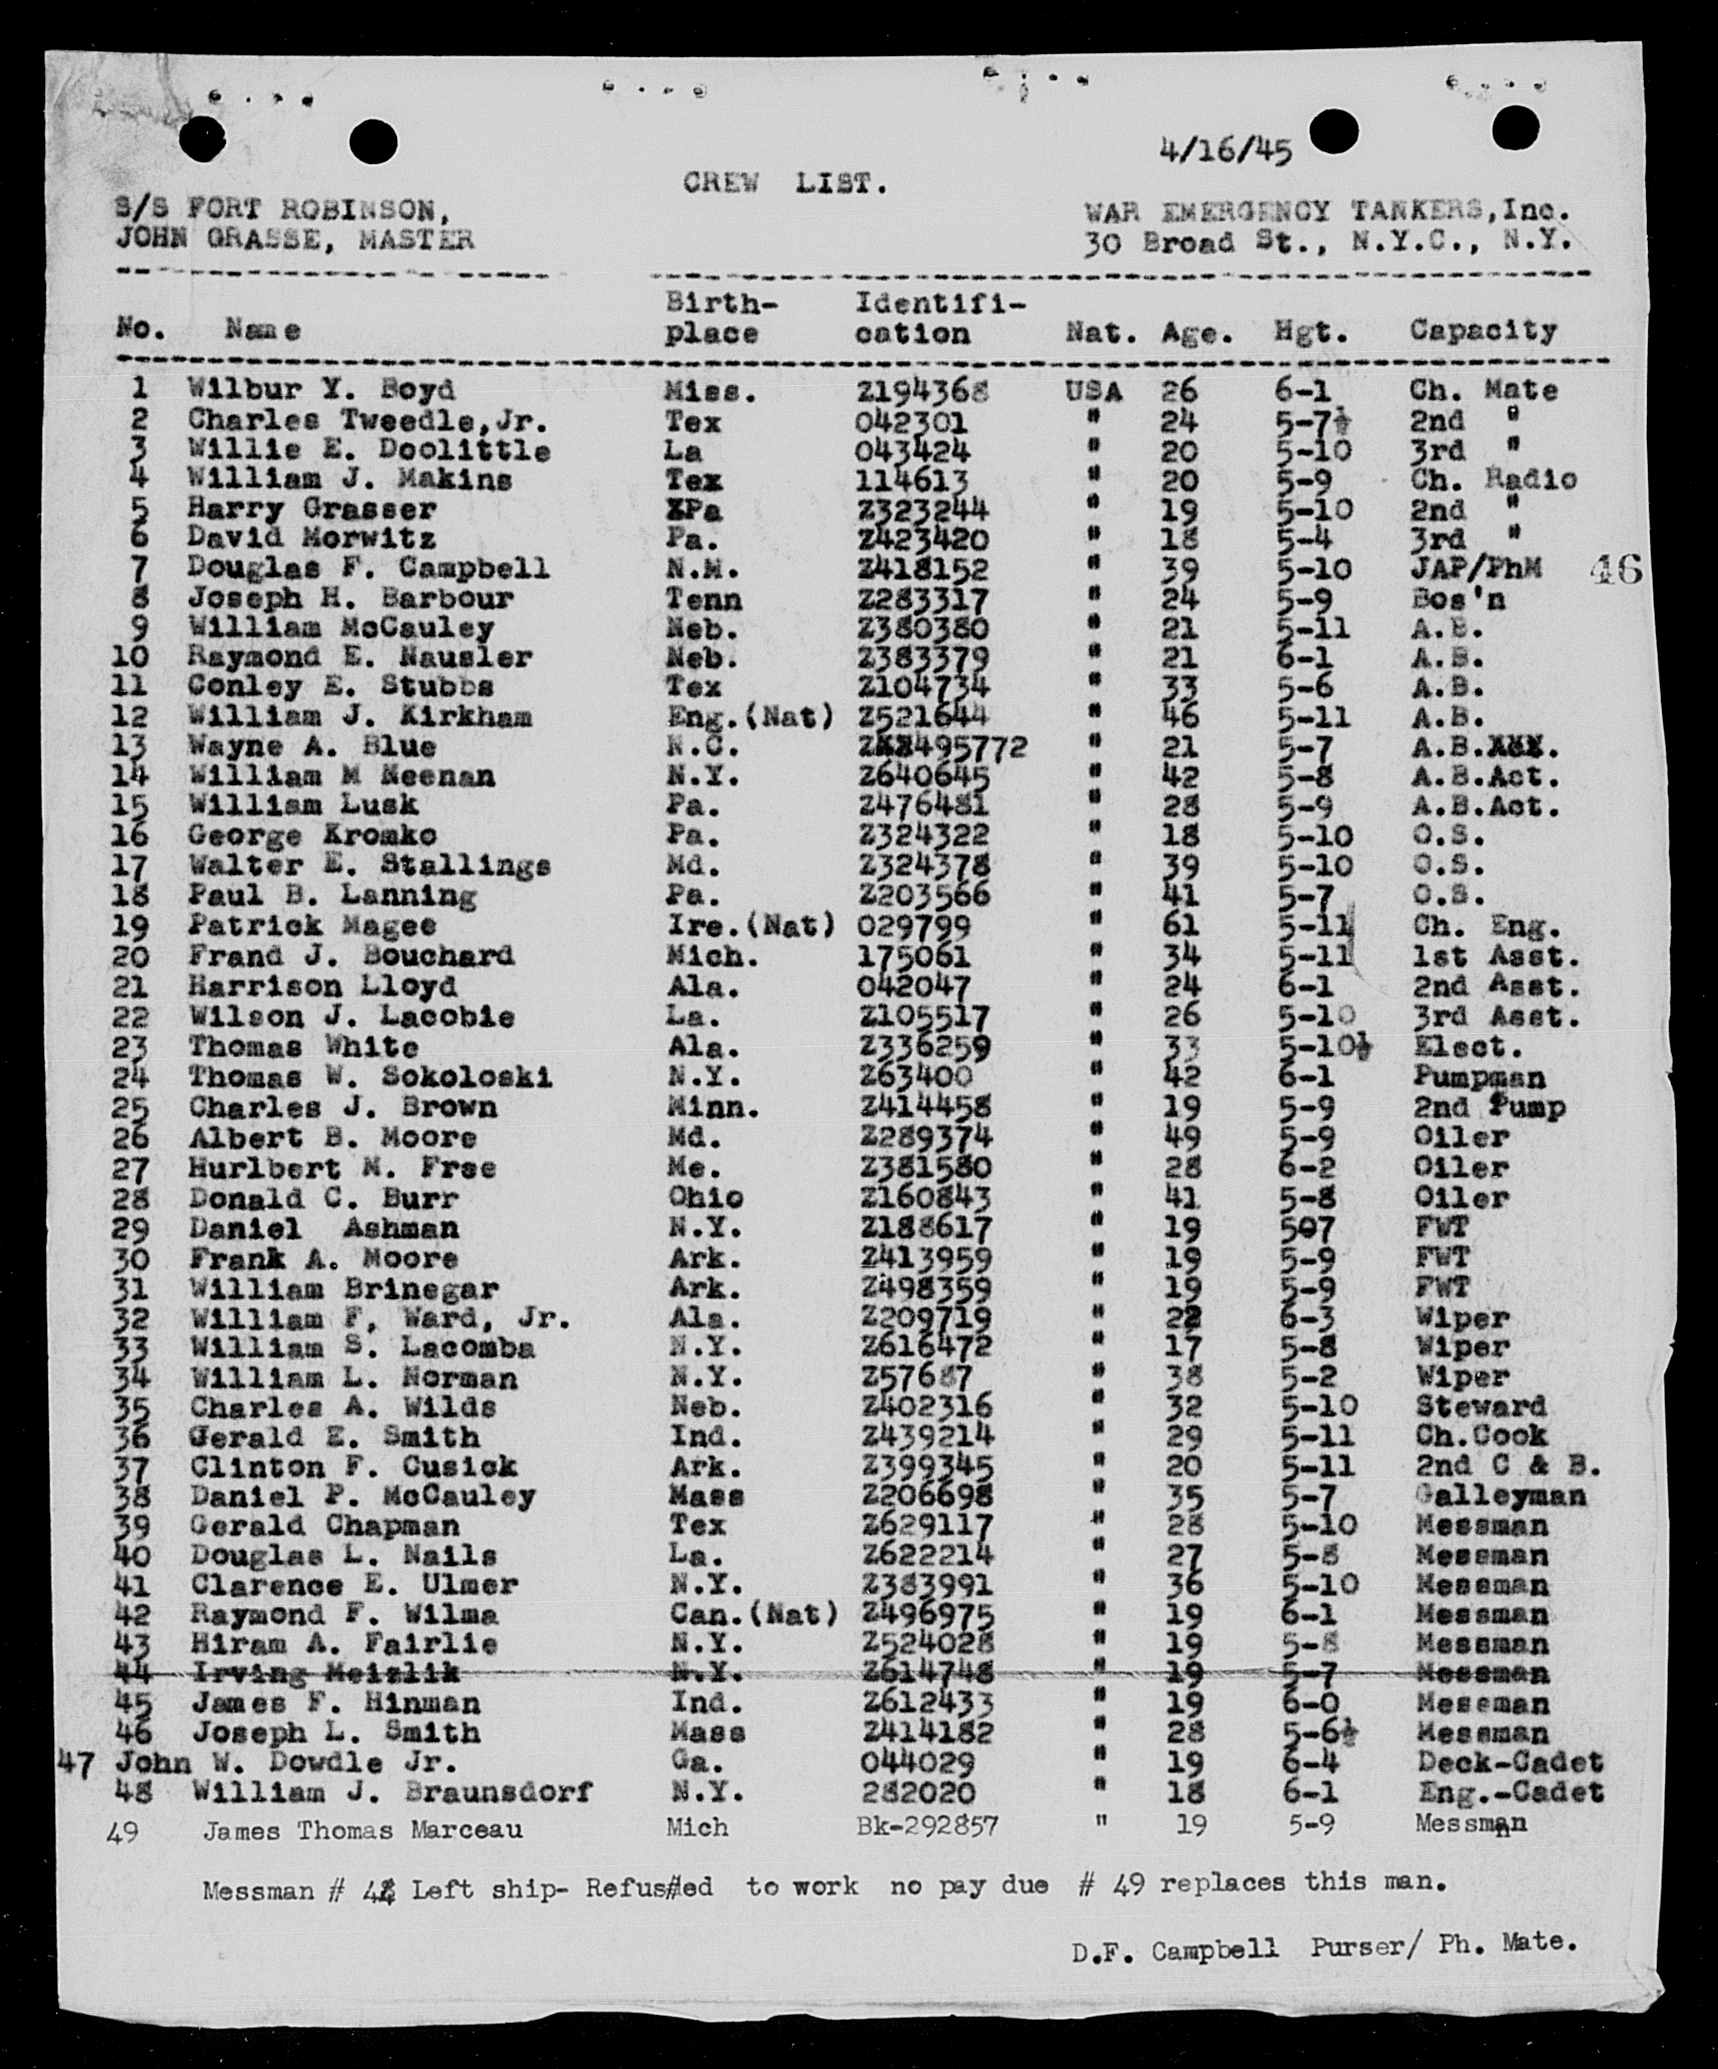 4/16/45
CREW LIST.
S/S FORT ROBINSON,
JOHN GRASSE, MASTER
WAR EMERGENCY TANKERS, Inc.
30 Broad St., N.Y.C., N.Y.
No. Name Birth-place Identifi-cation Nat. Age. Hgt. Capacity
1 Wilbur Y. Boyd Miss. Z194368 USA 26 6-1 Ch. Mate
2 Charles Tweedle,Jr. Tex 042301 " 24 5-7½ 2nd "
3 Willie E. Doolittle La 043424 " 20 5-10 3rd "
4 William J. Makins Tex 114613 " 20 5-9 Ch. Radio
5 Harry Grasser XPa Z323244 " 19 5-10 2nd "
6 David Morwitz Pa. Z423420 " 18 5-4 3rd "
7 Douglas F. Campbell N.M. Z418152 " 39 5-10 JAP/PhM 46
8 Joseph H. Barbour Tenn Z283317 " 24 5-9 Bos'n
9 William McCauley Neb. Z380380 " 21 5-11 A.B.
10 Raymond E. Nausler Neb. Z383379 " 21 6-1 A.B.
11 Conley E. Stubbs Tex Z104734 " 33 5-6 A.B.
12 William J. Kirkham Eng.(Nat) Z521644 " 46 5-11 A.B.
13 Wayne A. Blue N.C. Z495772 " 21 5-7 A.B.
14 William M Neenan N.Y. Z640645 " 42 5-8 A.B.Act.
15 William Lusk Pa. Z476481 " 28 5-9 A.B.Act.
16 George Kromko Pa. Z324322 " 18 5-10 O.S.
17 Walter E. Stallings Md. Z324378 " 39 5-10 O.S.
18 Paul B. Lanning Pa. Z203566 " 41 5-7 O.S.
19 Patrick Magee Ire.(Nat) 029799 " 61 5-11 Ch. Eng.
20 Frand J. Bouchard Mich. 175061 " 34 5-11 1st Asst.
21 Harrison Lloyd Ala. 042047 " 24 6-1 2nd Asst.
22 Wilson J. Lacobie La. Z105517 " 26 5-10 3rd Asst.
23 Thomas White Ala. Z336259 " 33 5-10½ Elect.
24 Thomas W. Sokoloski N.Y. Z63400 " 42 6-1 Pumpman
25 Charles J. Brown Minn. Z414458 " 19 5-9 2nd Pump
26 Albert B. Moore Md. Z289374 " 49 5-9 Oiler
27 Hurlbert M. Frse Me. Z381580 " 28 6-2 Oiler
28 Donald C. Burr Ohio Z160843 " 41 5-8 Oiler
29 Daniel Ashman N.Y. Z188617 " 19 507 FWT
30 Frank A. Moore Ark. Z413959 " 19 5-9 FWT
31 William Brinegar Ark. Z498359 " 19 5-9 FWT
32 William F, Ward, Jr. Ala. Z209719 " 22 6-3 Wiper
33 William S. Lacomba N.Y. Z616472 " 17 5-8 Wiper
34 William L. Norman N.Y. Z57687 " 38 5-2 Wiper
35 Charles A. Wilds Neb. Z402316 " 32 5-10 Steward
36 Gerald E. Smith Ind. Z439214 " 29 5-11 Ch.Cook
37 Clinton F. Cusick Ark. Z399345 " 20 5-11 2nd C & B.
38 Daniel P. McCauley Mass Z206698 " 35 5-7 Galleyman
39 Gerald Chapman Tex Z629117 " 28 5-10 Messman
40 Douglas L. Nails La. Z622214 " 27 5-8 Messman
41 Clarence E. Ulmer N.Y. Z383991 " 36 5-10 Messman
42 Raymond F. Wilma Can.(Nat) Z496975 " 19 6-1 Messman
43 Hiram A. Fairlie N.Y. Z524028 " 19 5-8 Messman
44 Irving Meizlik N.Y. Z614748 " 19 5-7 Messman
45 James F. Hinman Ind. Z612433 " 19 6-0 Messman
46 Joseph L. Smith Mass Z414182 " 28 5-6½ Messman
47 John W. Dowdle Jr. Ga. 044029 " 19 6-4 Deck-Cadet
48 William J. Braunsdorf N.Y. 282020 " 18 6-1 Eng.-Cadet
49 James Thomas Marceau Mich Bk-292857 " 19 5-9 Messman
Messman # 44 Left ship- Refused to work no pay due # 49 replaces this man.
D.F. Campbell Purser/ Ph. Mate.